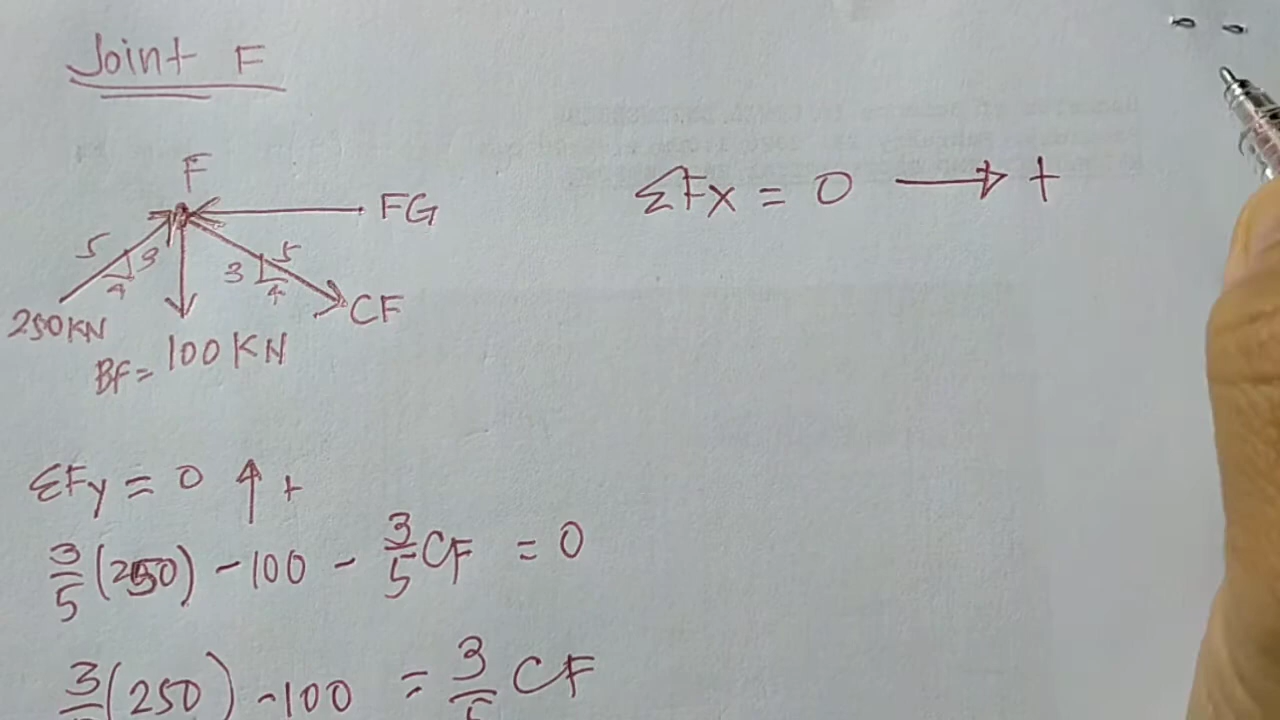 Joint F
F
FG
5
3
4
3
5
4
CF
250KN
BF = 100 KN
ΣFx = 0 → +
ΣFy = 0 ↑ +
3/5 (250) - 100 - 3/5 CF = 0
3/5 (250) - 100 = 3/5 CF